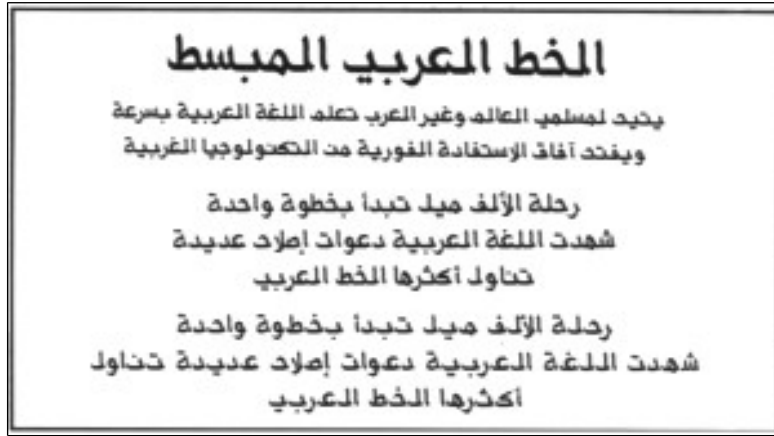 الخط العربي المبسط
يتيح لمسلمي العالم وغير العرب تعلم اللغة العربية بسرعة
ويفتح آفاق الإستفادة الفورية من التكنولوجيا الغربية
رحلة الألف ميل تبدأ بخطوة واحدة
شهدت اللغة العربية دعوات إصلاح عديدة
تناول أكثرها الخط العربي
رحلة الألف ميل تبدأ بخطوة واحدة
شهدت اللغة العربية دعوات إصلاح عديدة تناول
أكثرها الخط العربي